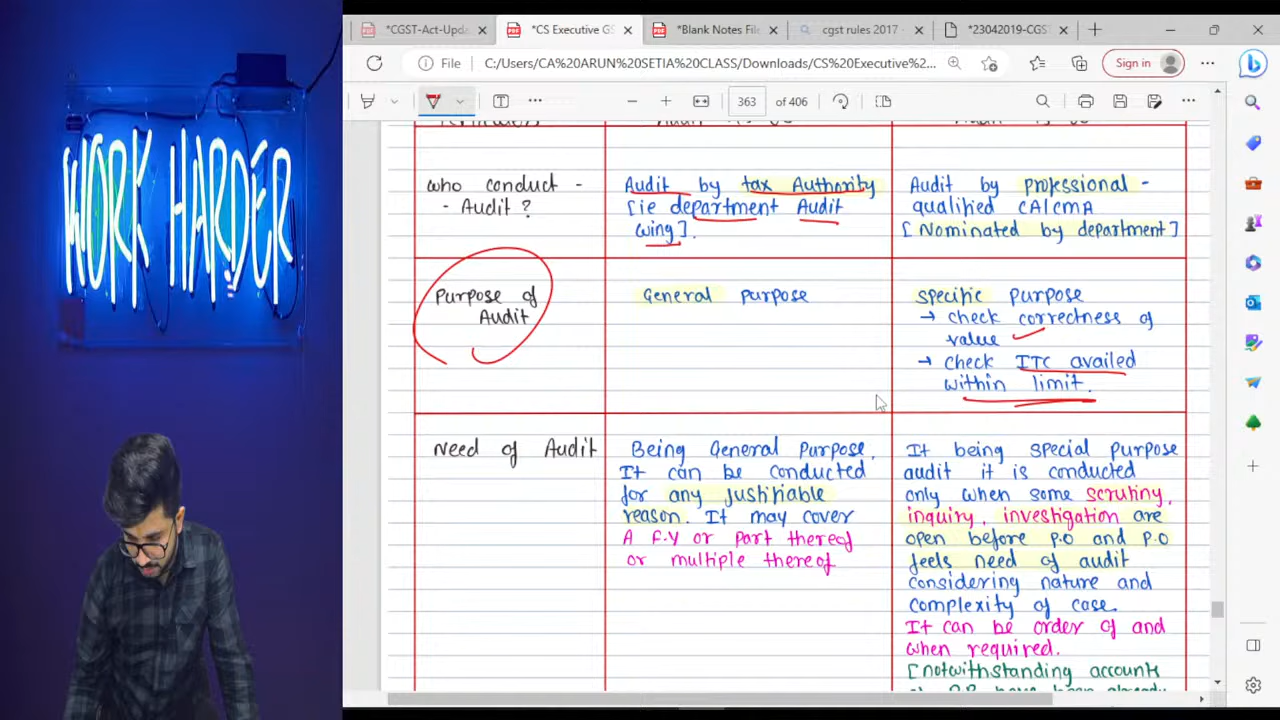 WORK HARDER
*CGST-Act-Upda
*CS Executive GS
*Blank Notes File
cgst rules 2017
*23042019-CGST
File
C:/Users/CA%20ARUN%20SETIA%20CLASS/Downloads/CS%20Executive%2...
Sign in
363 of 406
who conduct -
- Audit ?
Audit by tax Authority
[ie department Audit
wing].
Audit by professional -
qualified CA/CMA
[Nominated by department]
Purpose of
Audit
General purpose
specific purpose
→ check correctness of
value
→ check ITC availed
within limit.
Need of Audit
Being General Purpose,
It can be conducted
for any justifiable
reason. It may cover
A F.Y or part thereof
or multiple thereof
It being special purpose
audit it is conducted
only when some scrutiny,
inquiry, investigation are
open before P.O and P.O
feels need of audit
considering nature and
complexity of case.
It can be order of and
when required.
[notwithstanding accounts